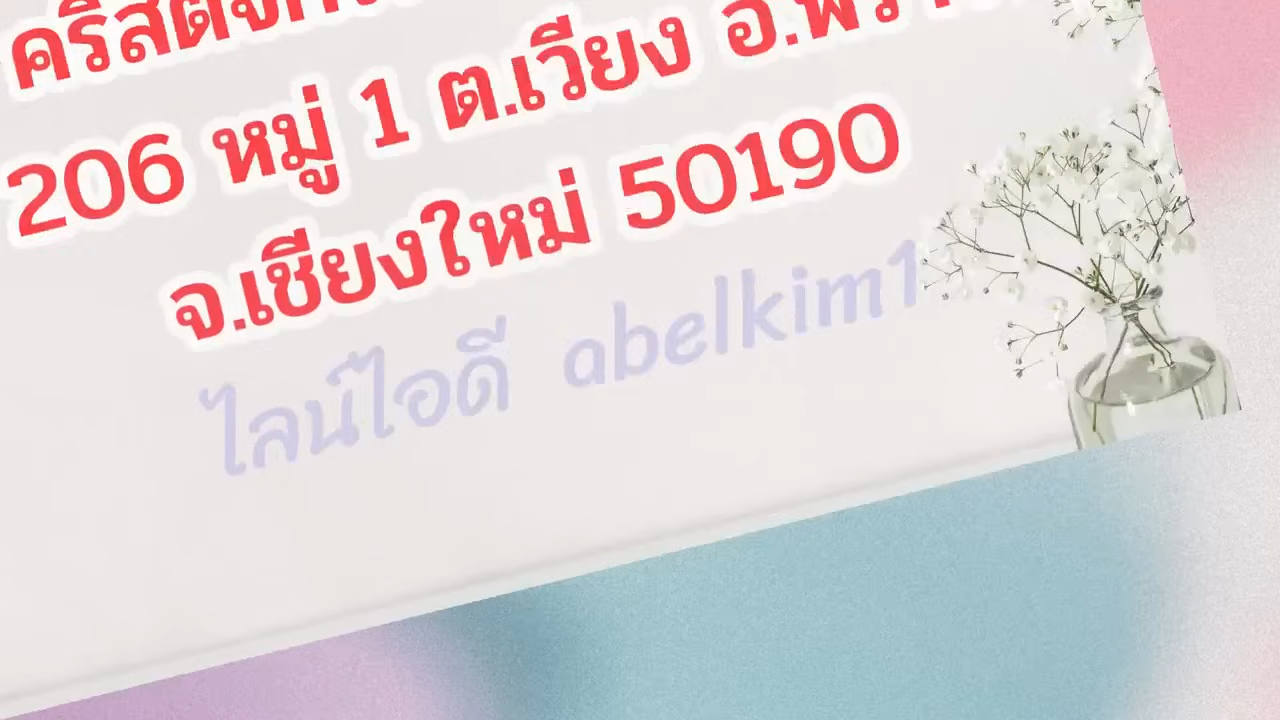 206 หมู่ 1 ต.เวียง
จ.เชียงใหม่ 50190
ไลน์ไอดี abelkim1